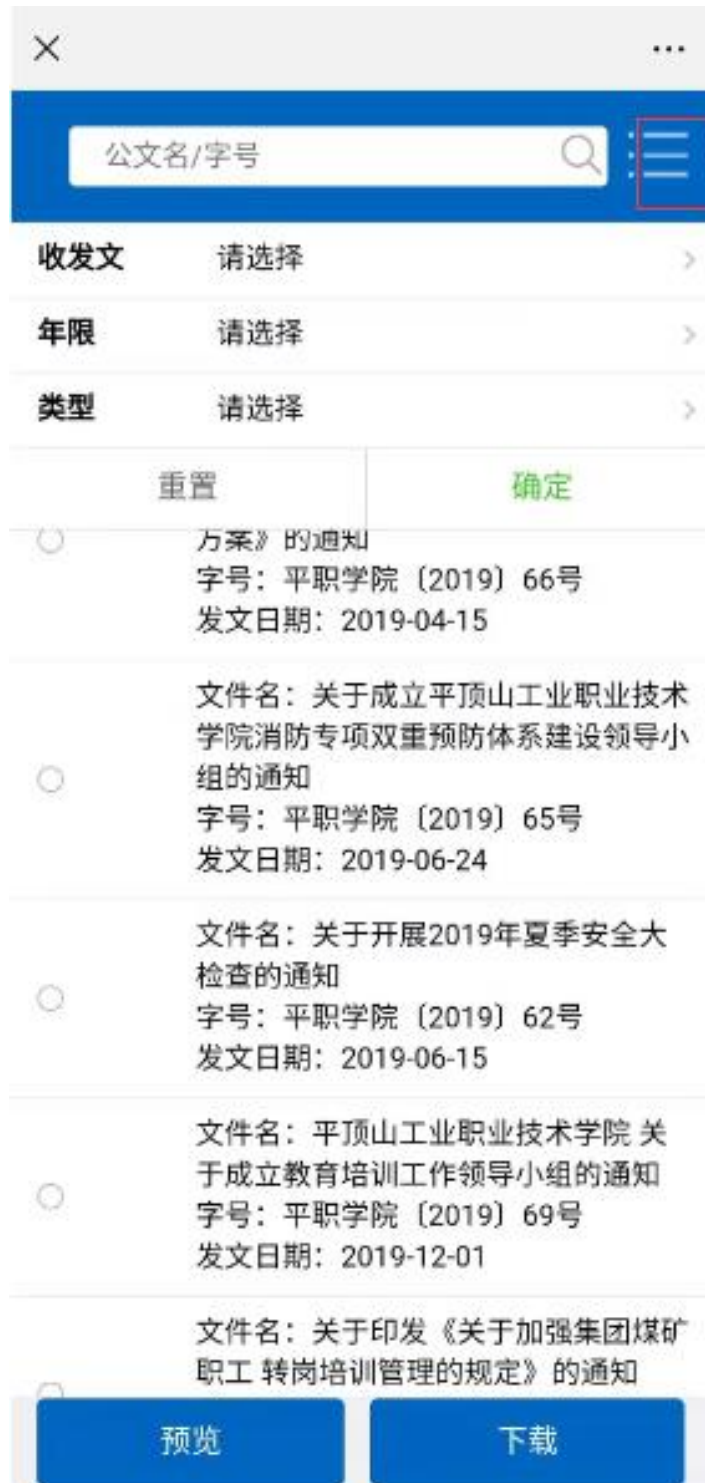 公文名/字号
收发文 请选择
年限 请选择
类型 请选择
重置 确定
方案》的通知
字号：平职学院〔2019〕66号
发文日期：2019-04-15
文件名：关于成立平顶山工业职业技术
学院消防专项双重预防体系建设领导小
组的通知
字号：平职学院〔2019〕65号
发文日期：2019-06-24
文件名：关于开展2019年夏季安全大
检查的通知
字号：平职学院〔2019〕62号
发文日期：2019-06-15
文件名：平顶山工业职业技术学院 关
于成立教育培训工作领导小组的通知
字号：平职学院〔2019〕69号
发文日期：2019-12-01
文件名：关于印发《关于加强集团煤矿
职工 转岗培训管理的规定》的通知
预览 下载